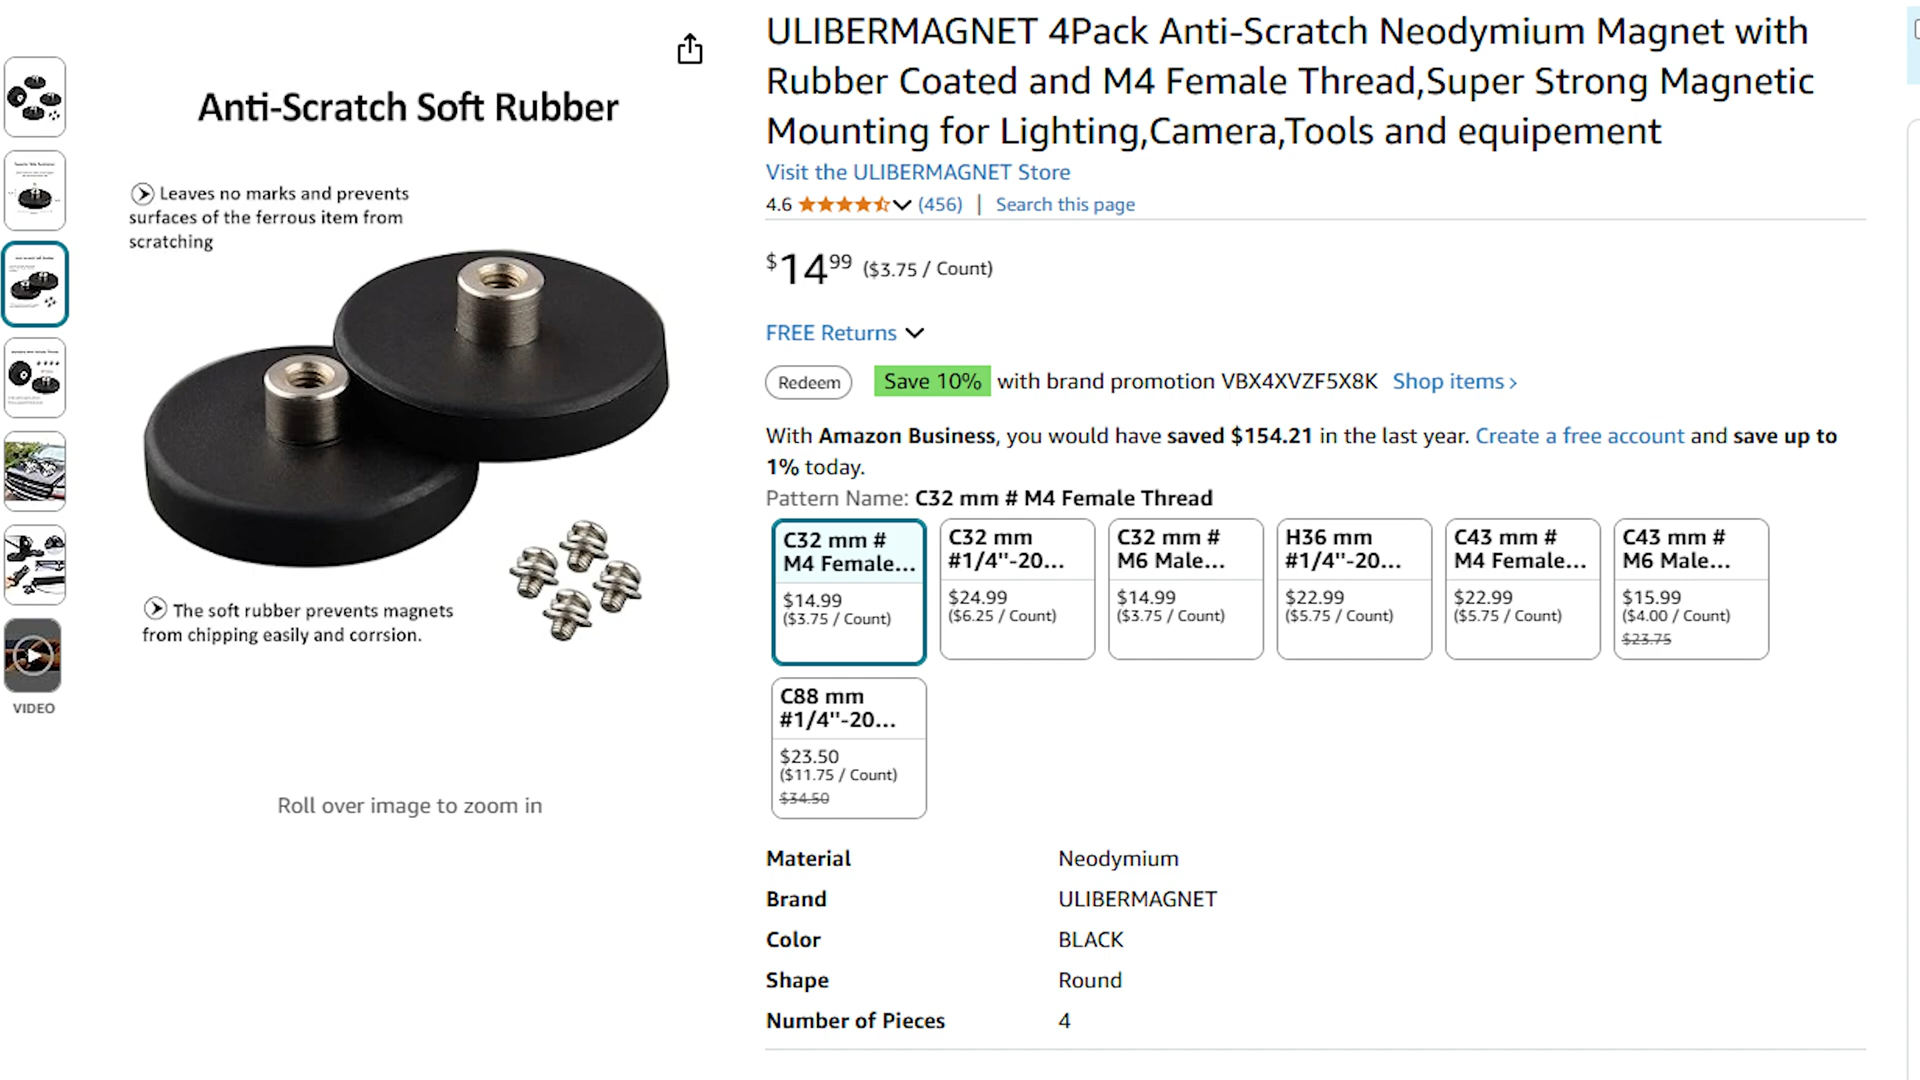 Anti-Scratch Soft Rubber
Leaves no marks and prevents
surfaces of the ferrous item from
scratching
The soft rubber prevents magnets
from chipping easily and corrsion.
VIDEO
Roll over image to zoom in
ULIBERMAGNET 4Pack Anti-Scratch Neodymium Magnet with
Rubber Coated and M4 Female Thread,Super Strong Magnetic
Mounting for Lighting,Camera,Tools and equipement
Visit the ULIBERMAGNET Store
4.6 (456) | Search this page
$14.99 ($3.75 / Count)
FREE Returns
Redeem Save 10% with brand promotion VBX4XVZF5X8K Shop items ›
With Amazon Business, you would have saved $154.21 in the last year. Create a free account and save up to
1% today.
Pattern Name: C32 mm # M4 Female Thread
C32 mm #
M4 Female...
$14.99
($3.75 / Count)
C32 mm
#1/4"-20...
$24.99
($6.25 / Count)
C32 mm #
M6 Male...
$14.99
($3.75 / Count)
H36 mm
#1/4"-20...
$22.99
($5.75 / Count)
C43 mm #
M4 Female...
$22.99
($5.75 / Count)
C43 mm #
M6 Male...
$15.99
($4.00 / Count)
$23.75
C88 mm
#1/4"-20...
$23.50
($11.75 / Count)
$34.50
Material Neodymium
Brand ULIBERMAGNET
Color BLACK
Shape Round
Number of Pieces 4